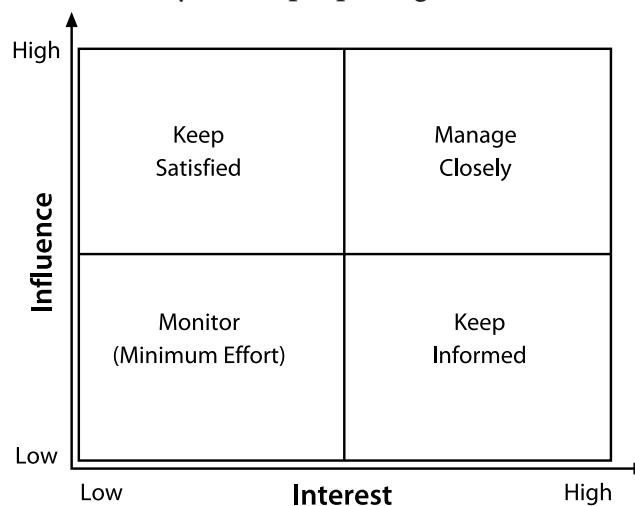 High
Keep
Satisfied
Manage
Closely
Influence
Monitor
(Minimum Effort)
Keep
Informed
Low
Low
Interest
High